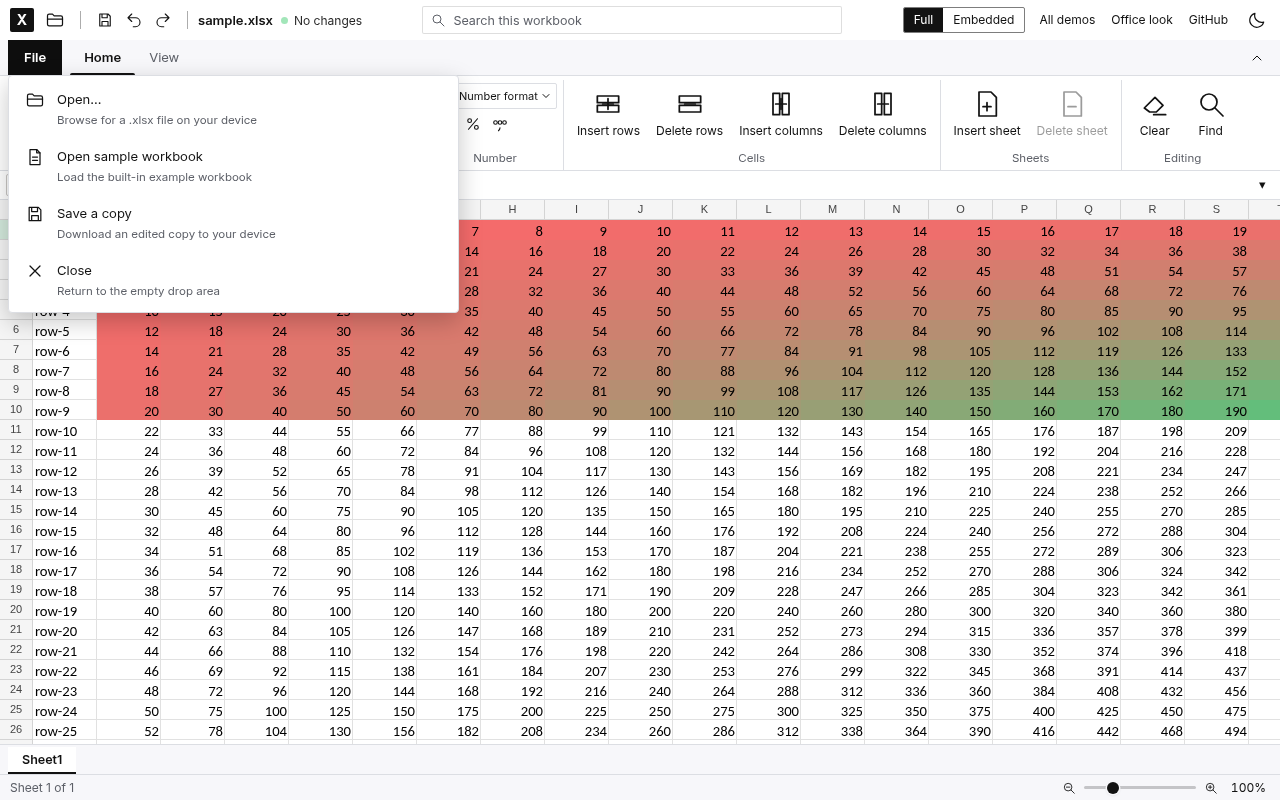 X sample.xlsx No changes Search this workbook Full Embedded All demos Office look GitHub
File Home View
Open...
Browse for a .xlsx file on your device
Open sample workbook
Load the built-in example workbook
Save a copy
Download an edited copy to your device
Close
Return to the empty drop area
Number format
%
Number
Insert rows Delete rows Insert columns Delete columns
Cells
Insert sheet Delete sheet
Sheets
Clear Find
Editing
H I J K L M N O P Q R S
7 8 9 10 11 12 13 14 15 16 17 18 19
14 16 18 20 22 24 26 28 30 32 34 36 38
21 24 27 30 33 36 39 42 45 48 51 54 57
28 32 36 40 44 48 52 56 60 64 68 72 76
35 40 45 50 55 60 65 70 75 80 85 90 95
6 row-5 12 18 24 30 36 42 48 54 60 66 72 78 84 90 96 102 108 114
7 row-6 14 21 28 35 42 49 56 63 70 77 84 91 98 105 112 119 126 133
8 row-7 16 24 32 40 48 56 64 72 80 88 96 104 112 120 128 136 144 152
9 row-8 18 27 36 45 54 63 72 81 90 99 108 117 126 135 144 153 162 171
10 row-9 20 30 40 50 60 70 80 90 100 110 120 130 140 150 160 170 180 190
11 row-10 22 33 44 55 66 77 88 99 110 121 132 143 154 165 176 187 198 209
12 row-11 24 36 48 60 72 84 96 108 120 132 144 156 168 180 192 204 216 228
13 row-12 26 39 52 65 78 91 104 117 130 143 156 169 182 195 208 221 234 247
14 row-13 28 42 56 70 84 98 112 126 140 154 168 182 196 210 224 238 252 266
15 row-14 30 45 60 75 90 105 120 135 150 165 180 195 210 225 240 255 270 285
16 row-15 32 48 64 80 96 112 128 144 160 176 192 208 224 240 256 272 288 304
17 row-16 34 51 68 85 102 119 136 153 170 187 204 221 238 255 272 289 306 323
18 row-17 36 54 72 90 108 126 144 162 180 198 216 234 252 270 288 306 324 342
19 row-18 38 57 76 95 114 133 152 171 190 209 228 247 266 285 304 323 342 361
20 row-19 40 60 80 100 120 140 160 180 200 220 240 260 280 300 320 340 360 380
21 row-20 42 63 84 105 126 147 168 189 210 231 252 273 294 315 336 357 378 399
22 row-21 44 66 88 110 132 154 176 198 220 242 264 286 308 330 352 374 396 418
23 row-22 46 69 92 115 138 161 184 207 230 253 276 299 322 345 368 391 414 437
24 row-23 48 72 96 120 144 168 192 216 240 264 288 312 336 360 384 408 432 456
25 row-24 50 75 100 125 150 175 200 225 250 275 300 325 350 375 400 425 450 475
26 row-25 52 78 104 130 156 182 208 234 260 286 312 338 364 390 416 442 468 494
Sheet1
Sheet 1 of 1 100%